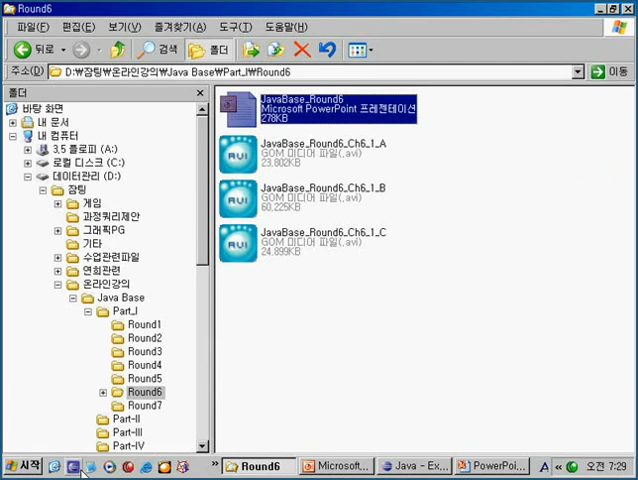 Round6
파일(F) 편집(E) 보기(V) 즐겨찾기(A) 도구(T) 도움말(H)
뒤로 검색 폴더
주소(D) D:\잠팅\온라인강의\Java Base\Part_I\Round6 이동
폴더
바탕 화면
내 문서
내 컴퓨터
3,5 플로피 (A:)
로컬 디스크 (C:)
데이터관리 (D:)
잠팅
게임
과정쿼리제안
그래픽PG
기타
수업관련파일
연회관련
온라인강의
Java Base
Part_I
Round1
Round2
Round3
Round4
Round5
Round6
Round7
Part-II
Part-III
Part-IV
JavaBase_Round6
Microsoft PowerPoint 프레젠테이션
278KB
JavaBase_Round6_Ch6_1_A
GOM 미디어 파일(,avi)
23,802KB
JavaBase_Round6_Ch6_1_B
GOM 미디어 파일(,avi)
60,225KB
JavaBase_Round6_Ch6_1_C
GOM 미디어 파일(,avi)
24,899KB
시작 » Round6 Microsoft... Java - Ex... PowerPoi... A « 오전 7:29